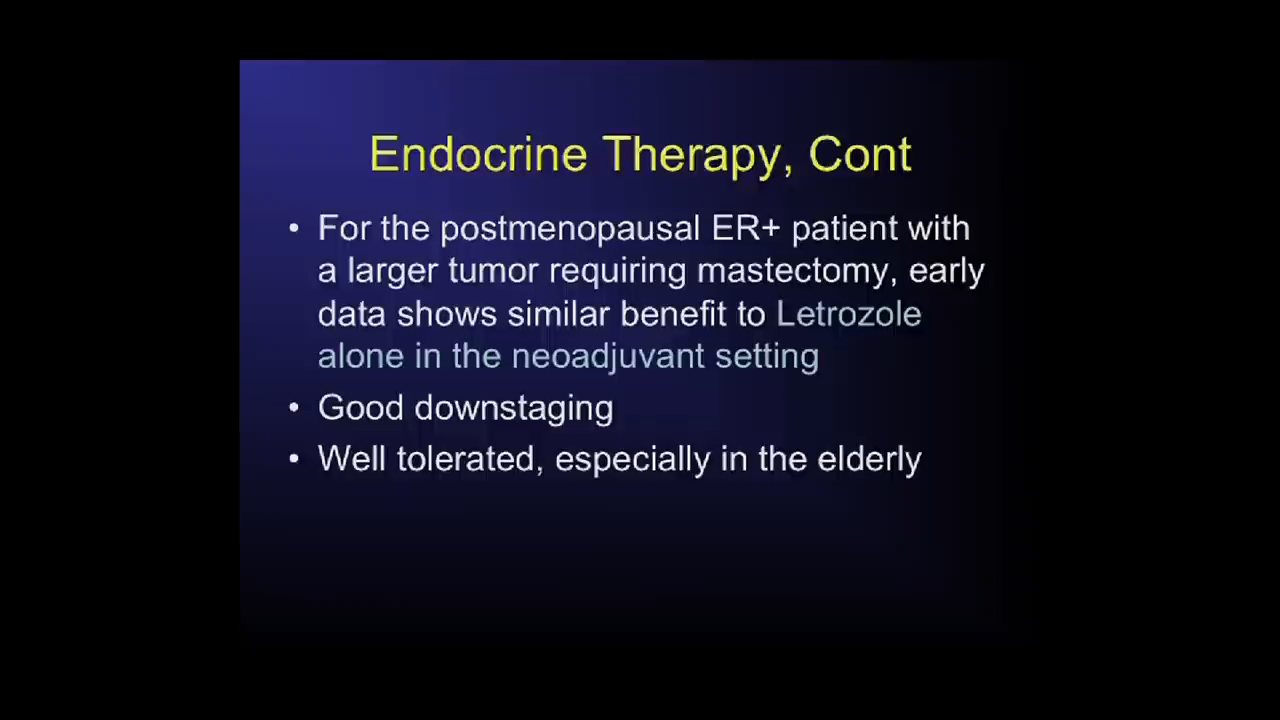 Endocrine Therapy, Cont
• For the postmenopausal ER+ patient with
a larger tumor requiring mastectomy, early
data shows similar benefit to Letrozole
alone in the neoadjuvant setting
• Good downstaging
• Well tolerated, especially in the elderly